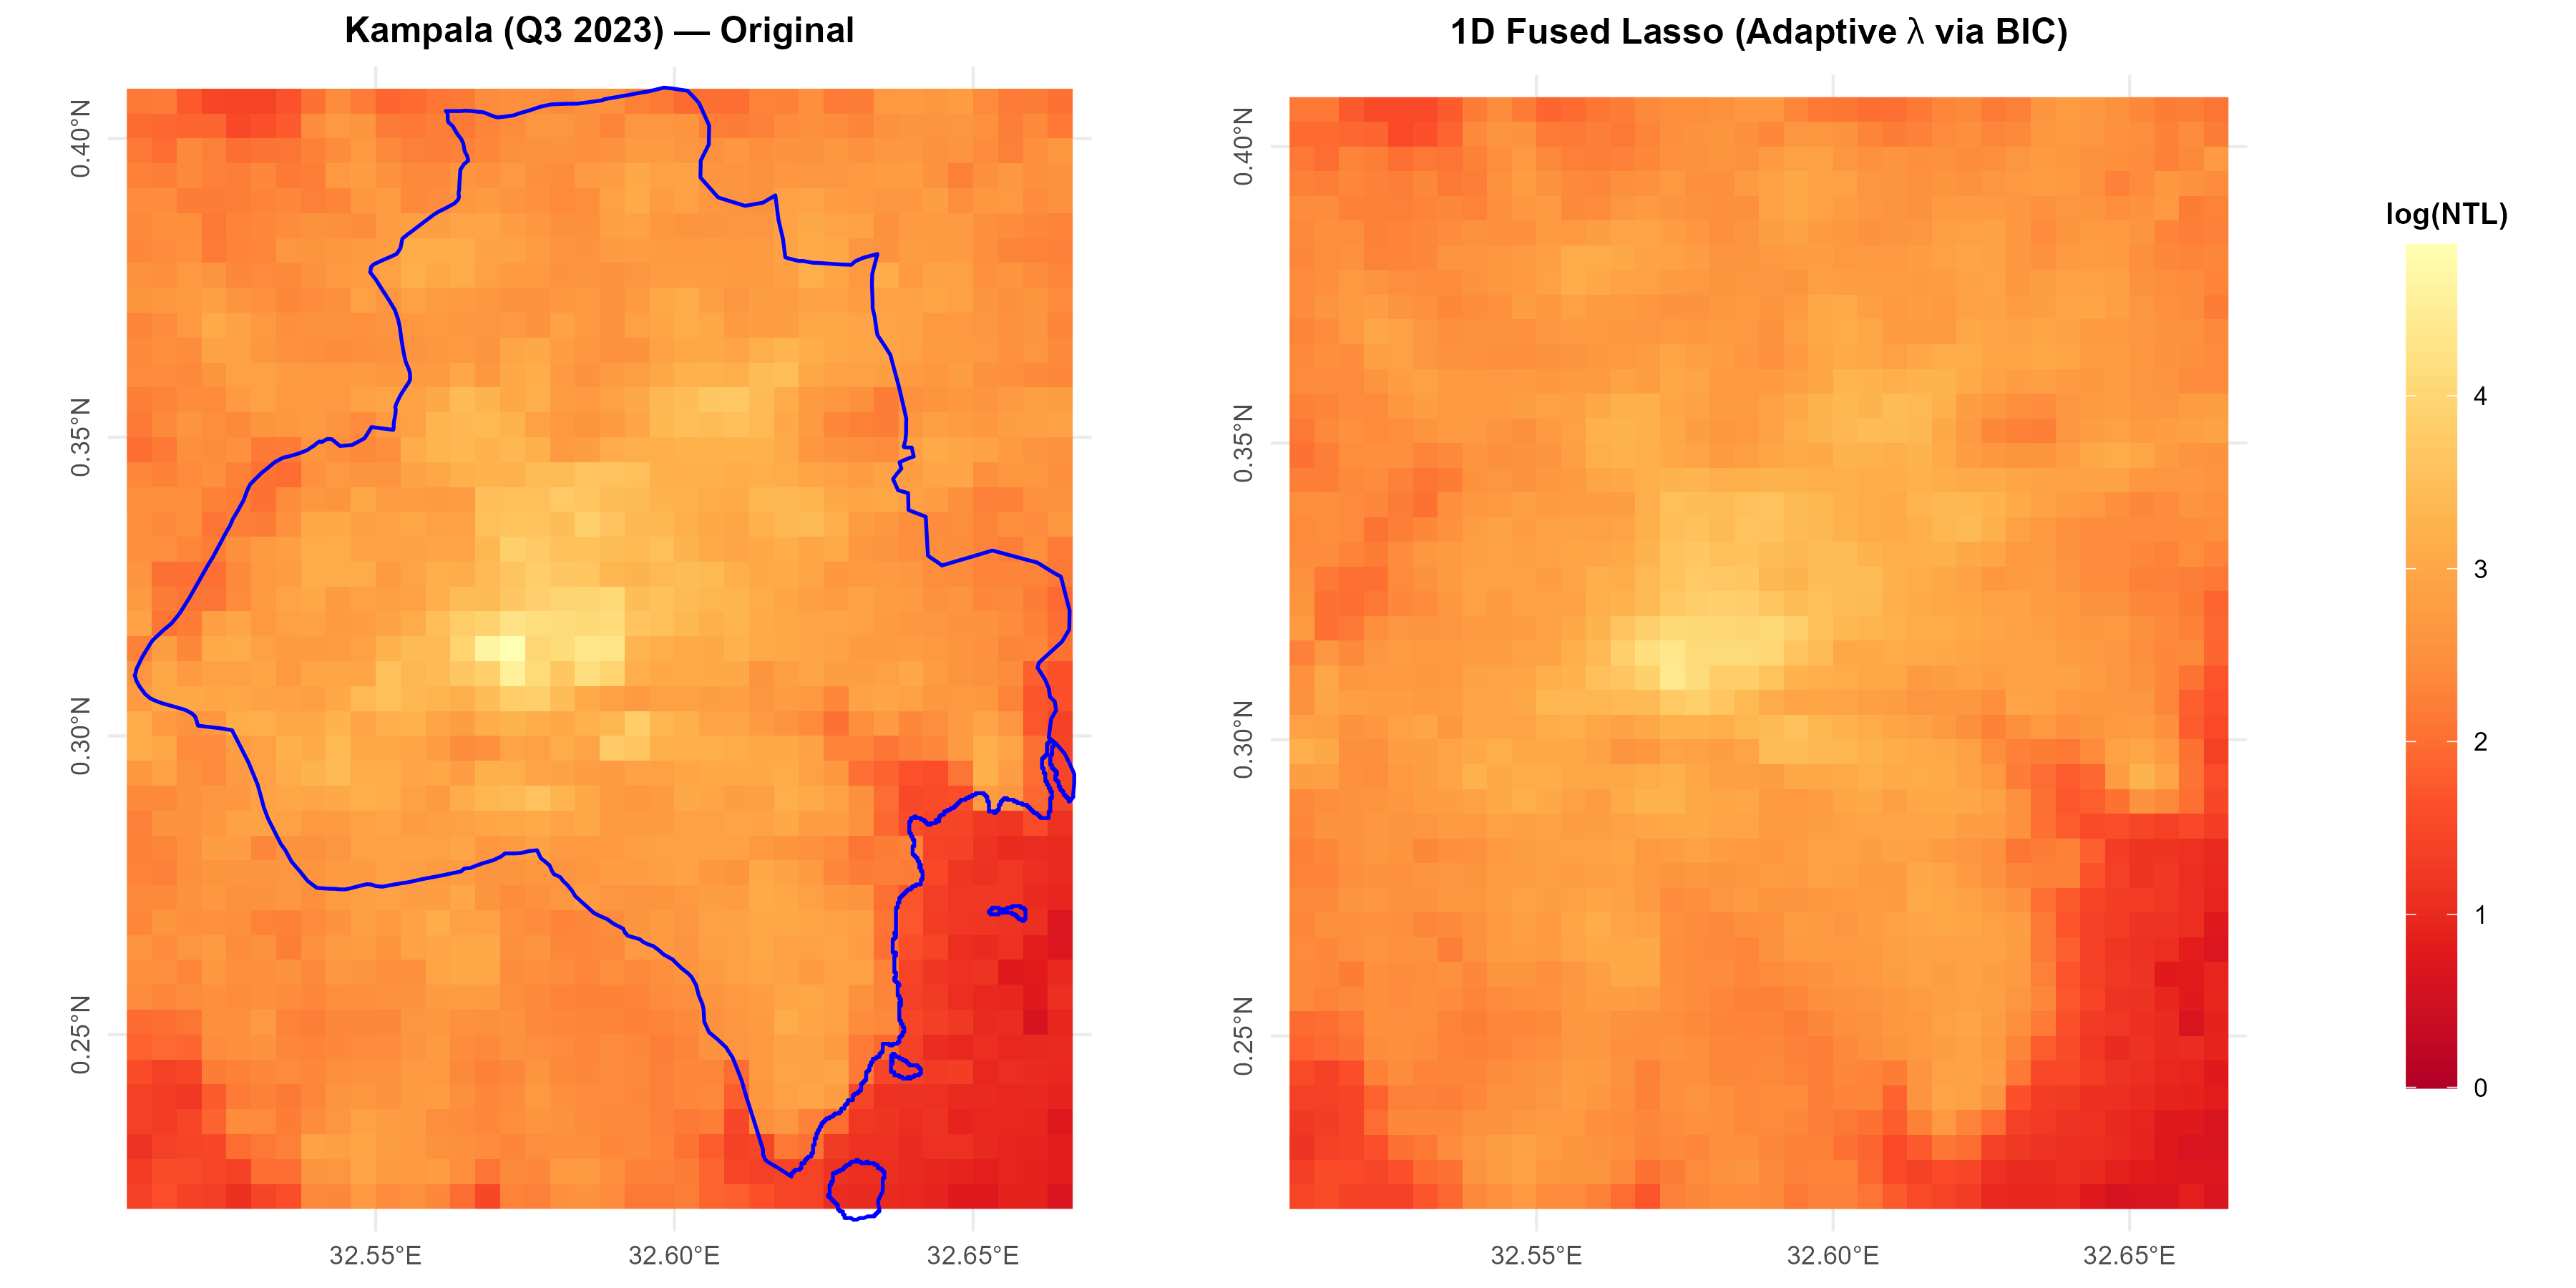 Kampala (Q3 2023) — Original
0.40°N
0.35°N
0.30°N
0.25°N
32.55°E 32.60°E 32.65°E
1D Fused Lasso (Adaptive λ via BIC)
0.40°N
0.35°N
0.30°N
0.25°N
32.55°E 32.60°E 32.65°E
log(NTL)
4
3
2
1
0